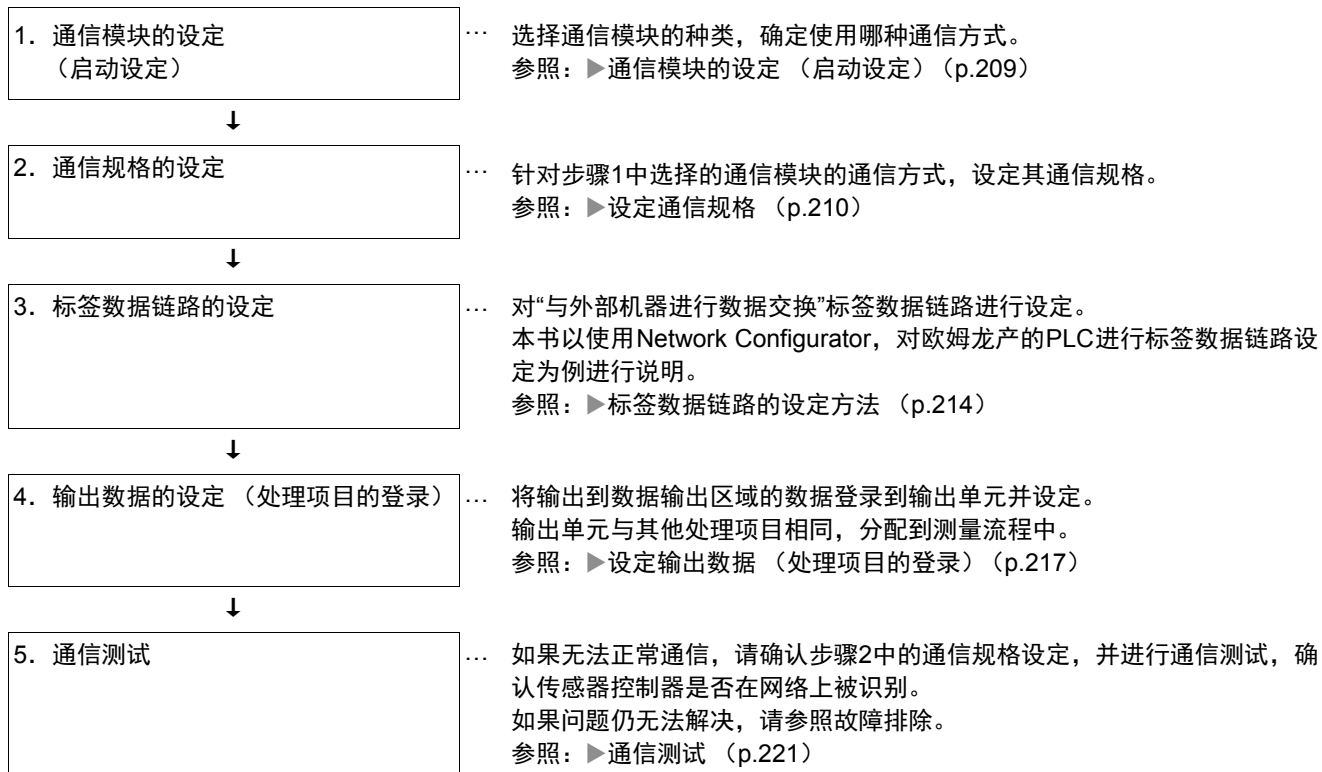 1. 通信模块的设定
（启动设定）
… 选择通信模块的种类，确定使用哪种通信方式。
参照：▶通信模块的设定 （启动设定）（p.209）
↓
2. 通信规格的设定
… 针对步骤1中选择的通信模块的通信方式，设定其通信规格。
参照：▶设定通信规格 （p.210）
↓
3. 标签数据链路的设定
… 对“与外部机器进行数据交换”标签数据链路进行设定。
本书以使用Network Configurator，对欧姆龙产的PLC进行标签数据链路设
定为例进行说明。
参照：▶标签数据链路的设定方法 （p.214）
↓
4. 输出数据的设定 （处理项目的登录）
… 将输出到数据输出区域的数据登录到输出单元并设定。
输出单元与其他处理项目相同，分配到测量流程中。
参照：▶设定输出数据 （处理项目的登录）（p.217）
↓
5. 通信测试
… 如果无法正常通信，请确认步骤2中的通信规格设定，并进行通信测试，确
认传感器控制器是否在网络上被识别。
如果问题仍无法解决，请参照故障排除。
参照：▶通信测试 （p.221）